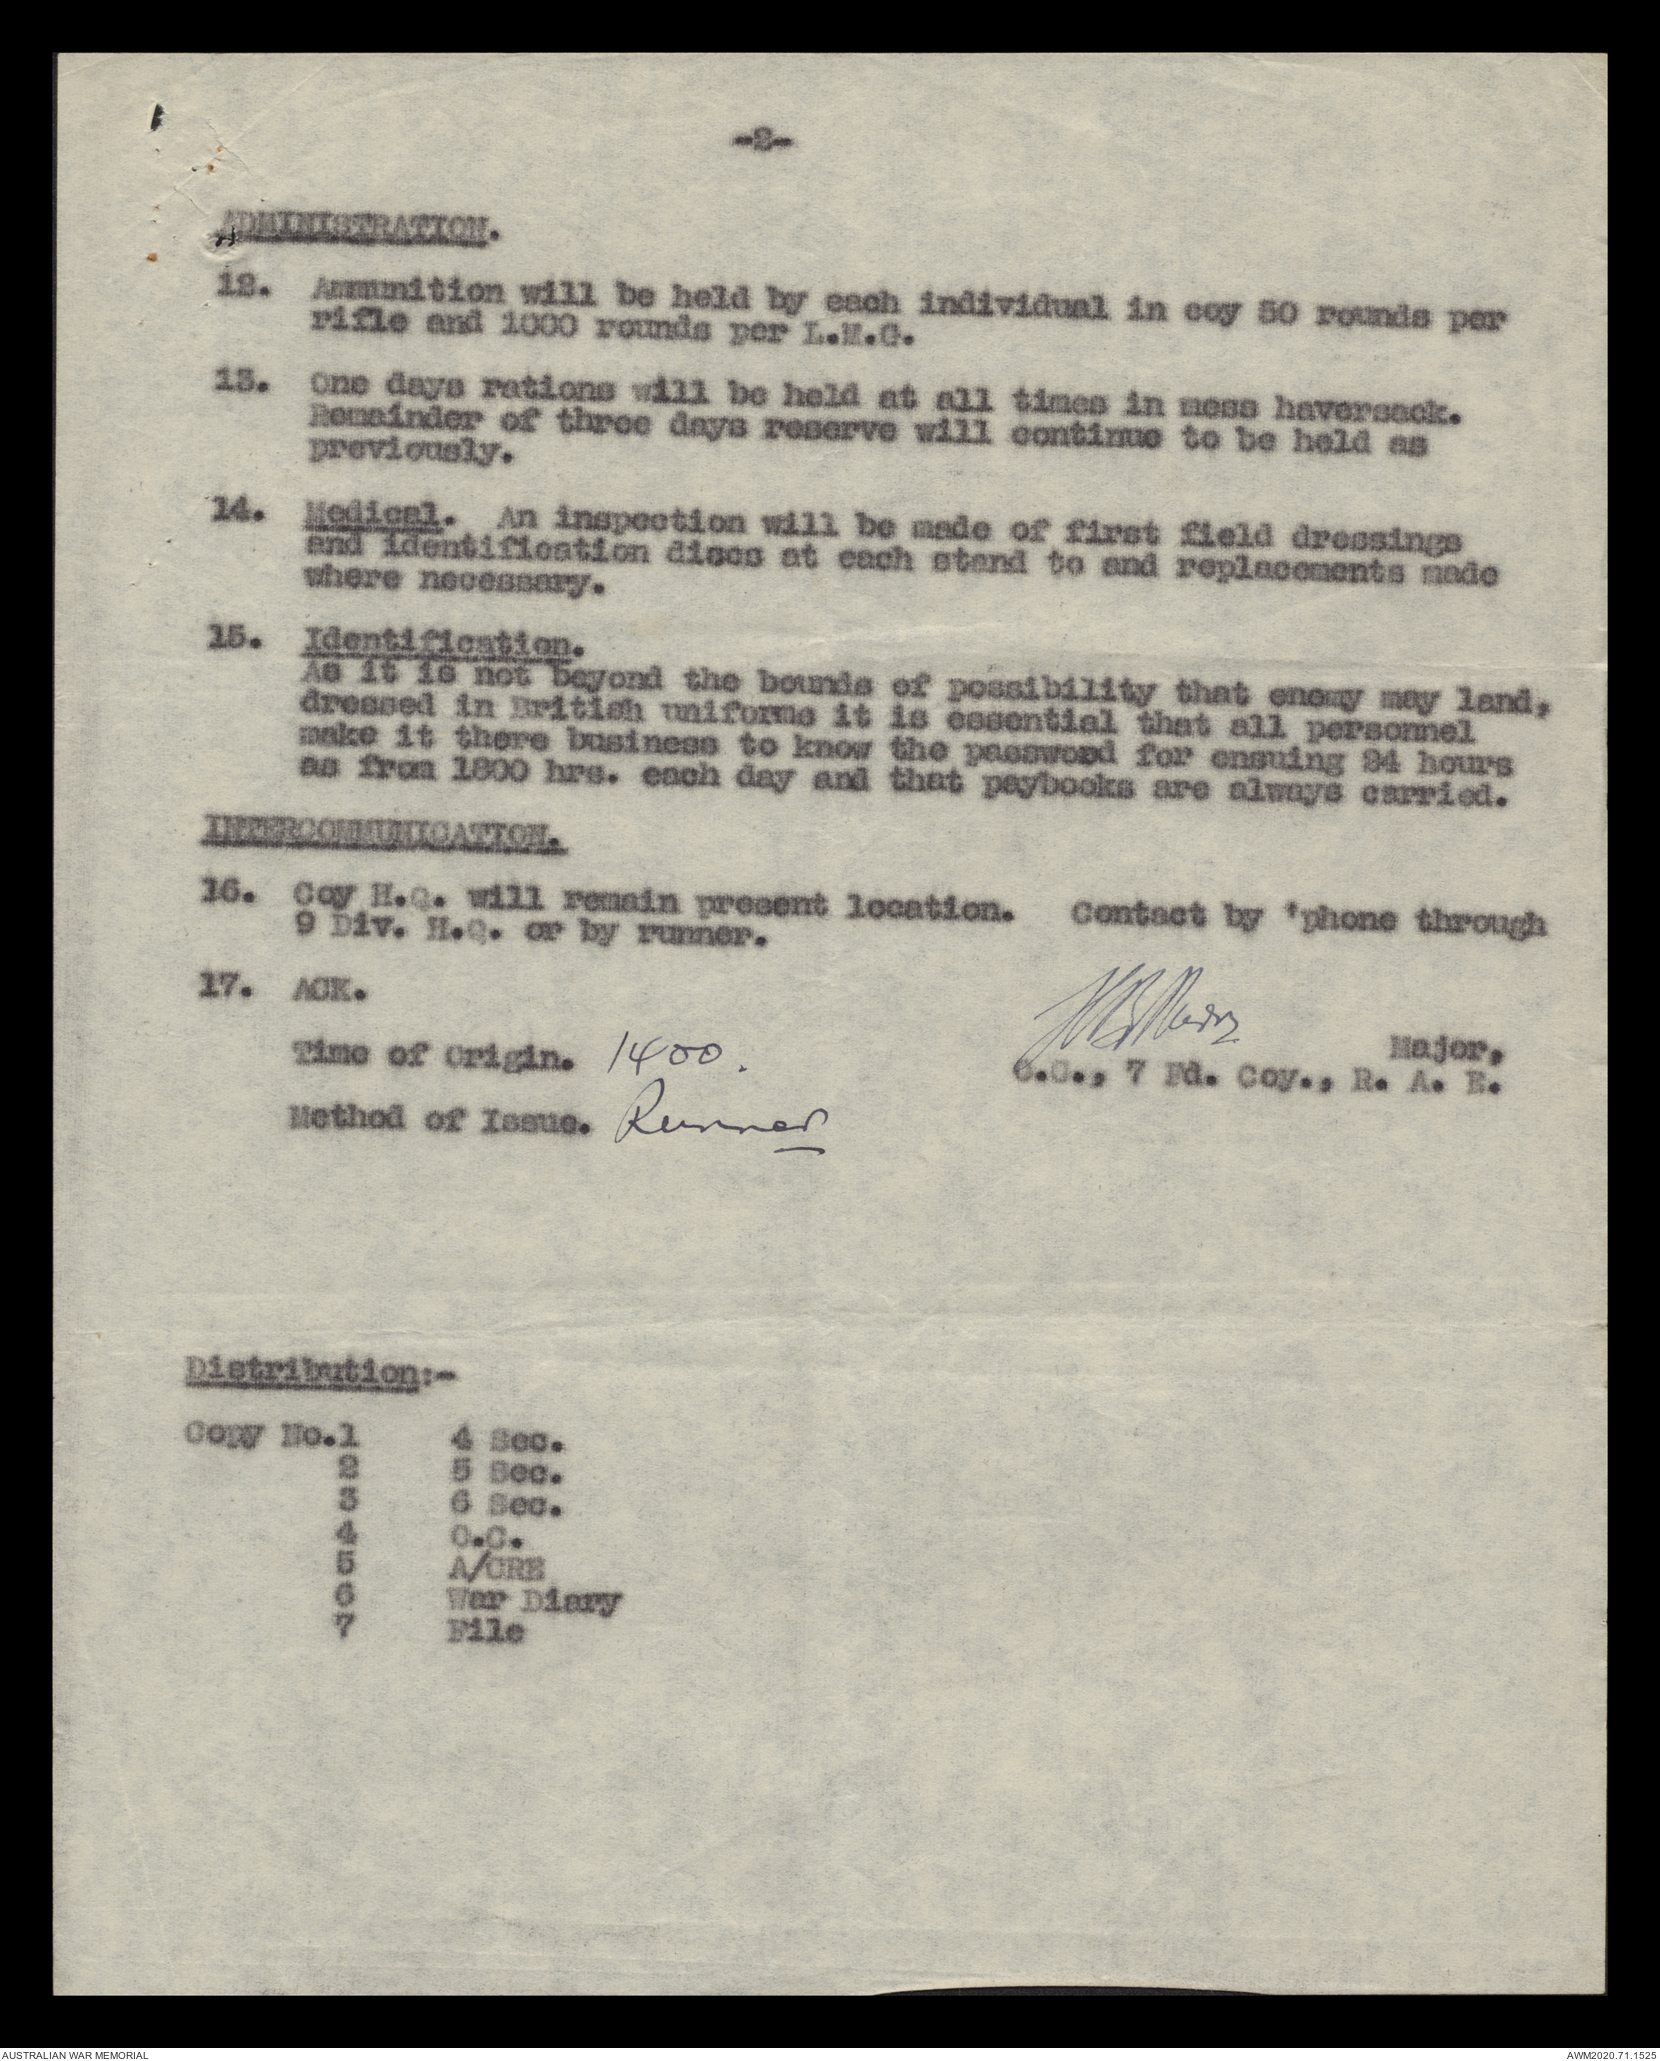 -2-
ADMINISTRATION.
12. Ammunition will be held by each individual in coy 50 rounds per
rifle and 1000 rounds per L.M.G.
13. One days rations will be held at all times in mess haversack.
Remainder of three days reserve will continue to be held as
previously.
14. Medical. An inspection will be made of first field dressings
and identification discs at each stand to and replacements made
where necessary.
15. Identification.
As it is not beyond the bounds of possibility that enemy may land,
dressed in British uniforms it is essential that all personnel
make it there business to know the password for ensuing 24 hours
as from 1800 hrs. each day and that paybooks are always carried.
INTERCOMMUNICATION.
16. Coy H.Q. will remain present location. Contact by 'phone through
9 Div. H.Q. or by runner.
17. ACK.
Time of Origin. 1400.
Major,
O.C., 7 Fd. Coy., R. A. E.
Method of Issue. Runner
Distribution:-
Copy No.1 4 Sec.
2 5 Sec.
3 6 Sec.
4 O.C.
5 A/CRE
6 War Diary
7 File
AUSTRALIAN WAR MEMORIAL
AWM2020.71.1525